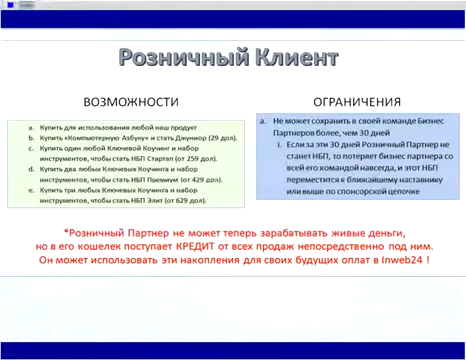 Розничный Клиент
ВОЗМОЖНОСТИ
a. Купить для использования любой наш продукт
b. Купить «Компьютерную Азбуку» и стать Джуниор (29 дол).
c. Купить один любой Ключевой Коучинг и набор
инструментов, чтобы стать НБП Стартап (от 259 дол).
d. Купить два любых Ключевых Коучинга и набор
инструментов, чтобы стать НБП Премиум (от 429 дол).
e. Купить три любых Ключевых Коучинга и набор
инструментов, чтобы стать НБП Элит (от 629 дол).
ОГРАНИЧЕНИЯ
a. Не может сохранить в своей команде Бизнес
Партнеров более, чем 30 дней
i. Если за эти 30 дней Розничный Партнер не
станет НБП, то потеряет бизнес партнера со
всей его командой навсегда, и этот НБП
переместится к ближайшему наставнику
или выше по спонсорской цепочке
*Розничный Партнер не может теперь зарабатывать живые деньги,
но в его кошелек поступает КРЕДИТ от всех продаж непосредственно под ним.
Он может использовать эти накопления для своих будущих оплат в Inweb24 !